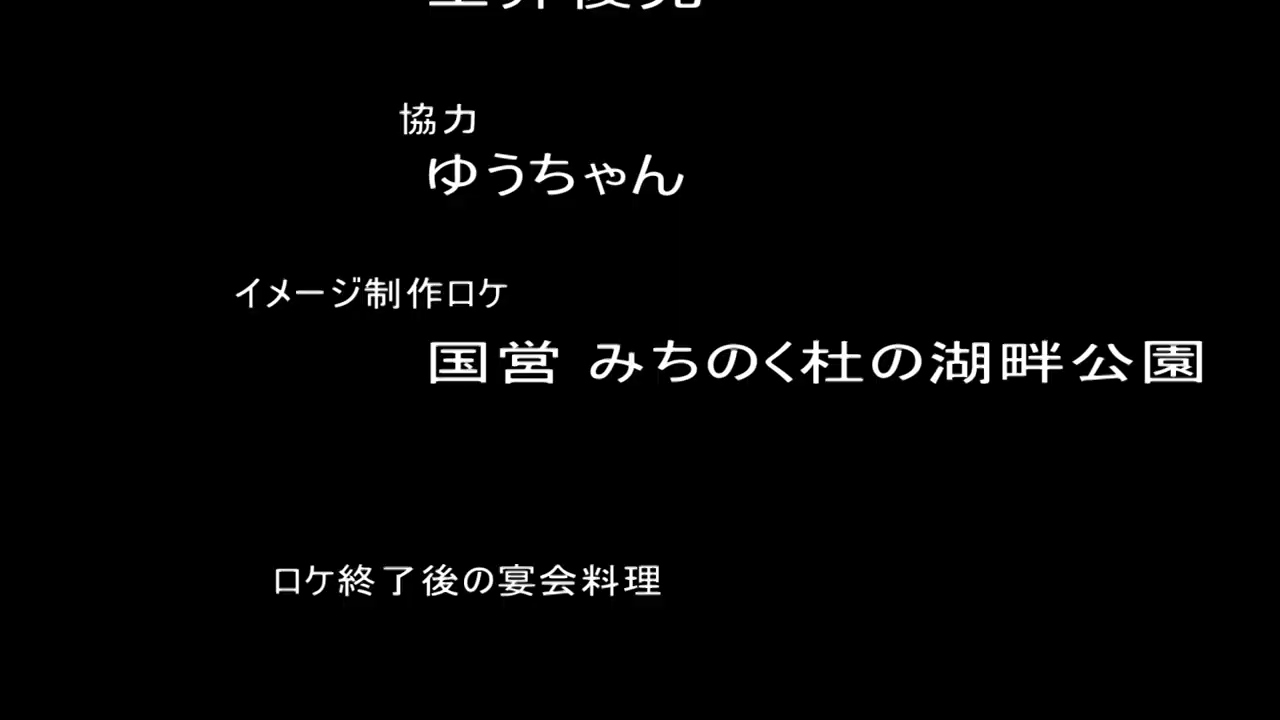 協力
ゆうちゃん
イメージ制作ロケ
国営 みちのく杜の湖畔公園
ロケ終了後の宴会料理